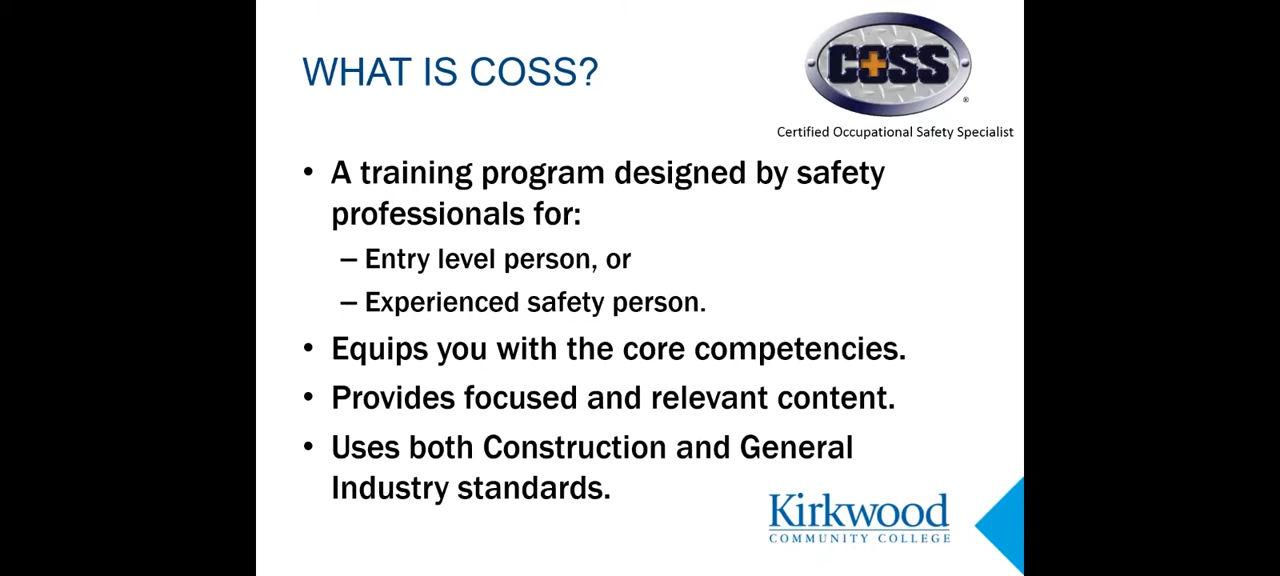 WHAT IS COSS?
COSS
®
Certified Occupational Safety Specialist
• A training program designed by safety
professionals for:
– Entry level person, or
– Experienced safety person.
• Equips you with the core competencies.
• Provides focused and relevant content.
• Uses both Construction and General
Industry standards.
Kirkwood
COMMUNITY COLLEGE